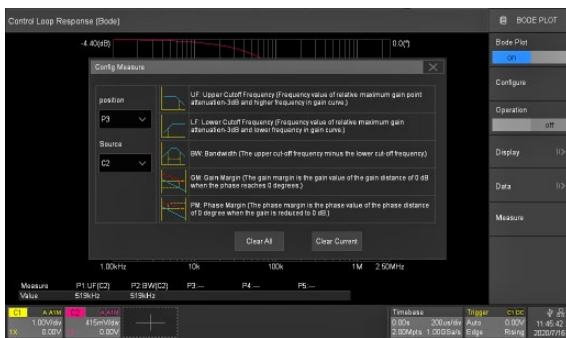 Control Loop Response (Bode)
BODE PLOT
-4.40(dB)
0.0(°)
Bode Plot
on
Config Measure
Configure
position
P3
Source
C2
UF: Upper Cutoff Frequency (Frequency value of relative maximum gain point
attenuation-3dB and higher frequency in gain curve.)
LF: Lower Cutoff Frequency (Frequency value of relative maximum gain
attenuation-3dB and lower frequency in gain curve.)
BW: Bandwidth (The upper cut-off frequency minus the lower cut-off frequency.)
GM: Gain Margin (The gain margin is the gain value of the gain distance of 0 dB
when the phase reaches 0 degrees.)
PM: Phase Margin (The phase margin is the phase value of the phase distance
of 0 degree when the gain is reduced to 0 dB.)
Clear All
Clear Current
Operation
off
Display
Data
Measure
1.00kHz
10k
100k
1M
2.50MHz
Measure P1:UF(C2) P2:BW(C2) P3:--- P4:--- P5:---
Value 519kHz 519kHz
C1 A A1M
1X 1.00V/div
0.00V
C2
415mV/div
0.00V
Timebase
0.00s 200us/div
2.00Mpts 1.00GSa/s
Trigger C1 DC
Auto 0.00V
Edge Rising
11:45:42
2020/7/16